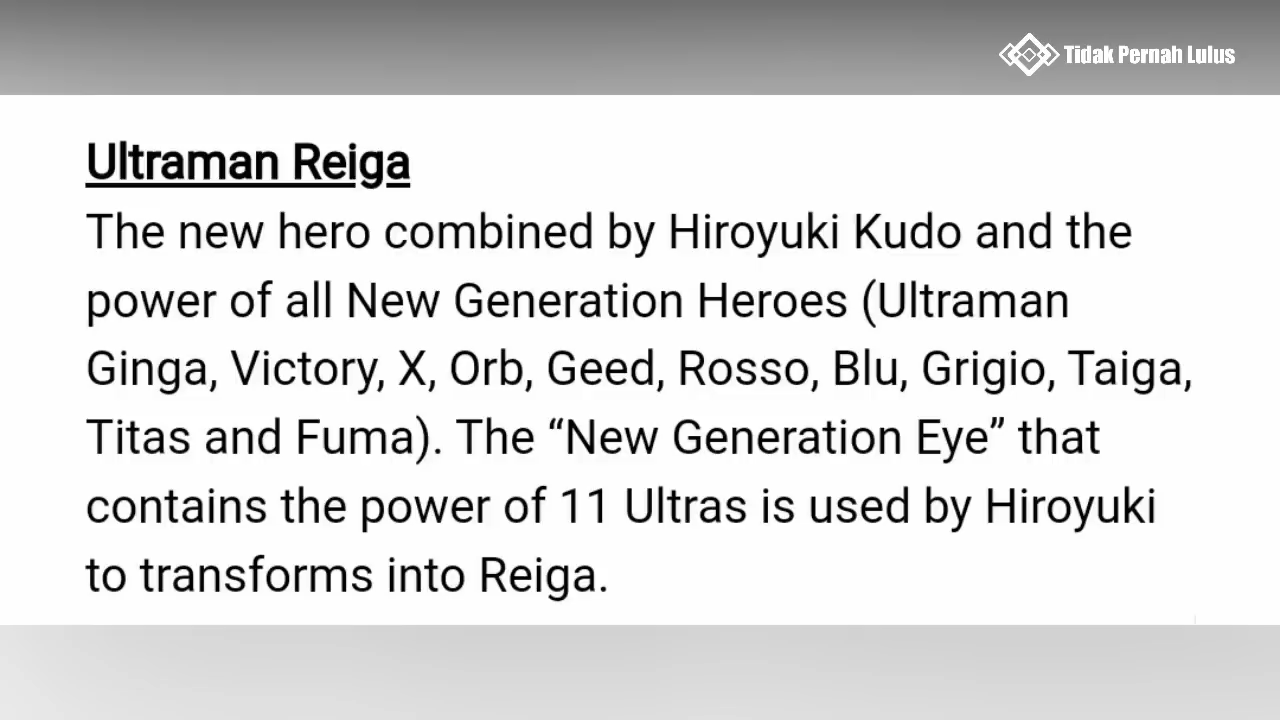 Tidak Pernah Lulus
Ultraman Reiga
The new hero combined by Hiroyuki Kudo and the
power of all New Generation Heroes (Ultraman
Ginga, Victory, X, Orb, Geed, Rosso, Blu, Grigio, Taiga,
Titas and Fuma). The “New Generation Eye” that
contains the power of 11 Ultras is used by Hiroyuki
to transforms into Reiga.